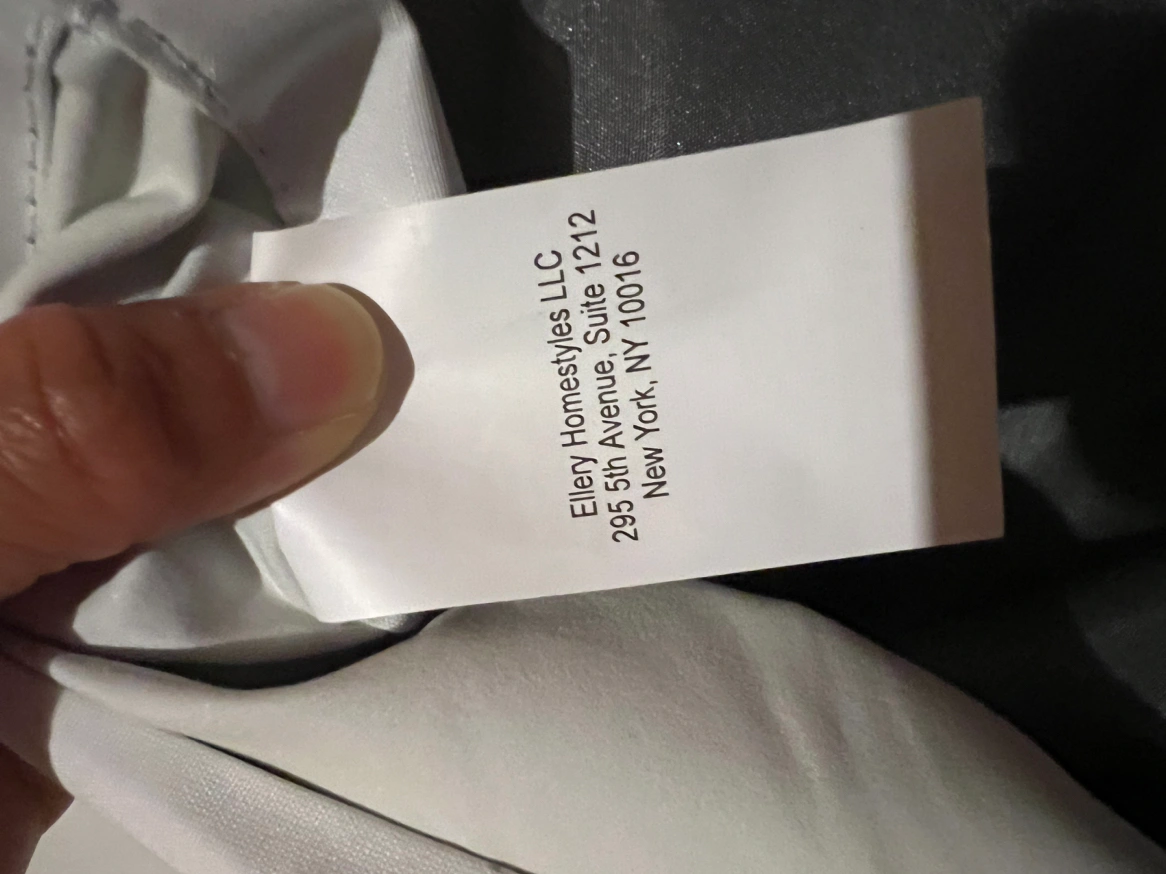 Ellery Homestyles LLC
295 5th Avenue, Suite 1212
New York, NY 10016